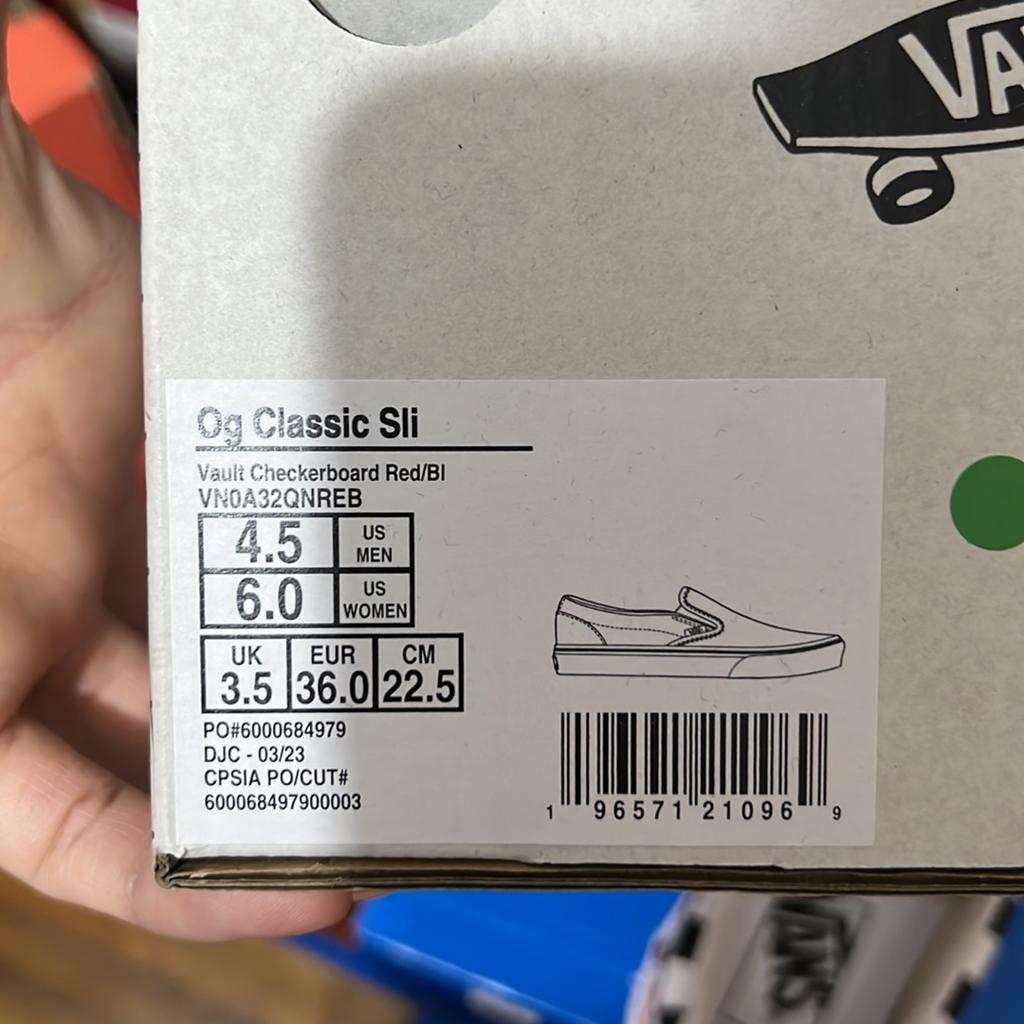 VA
Og Classic Sli
Vault Checkerboard Red/Bl
VN0A32QNREB
4.5 US MEN
6.0 US WOMEN
UK EUR CM
3.5 36.0 22.5
PO#6000684979
DJC - 03/23
CPSIA PO/CUT#
600068497900003
1 96571 21096 9
VANS